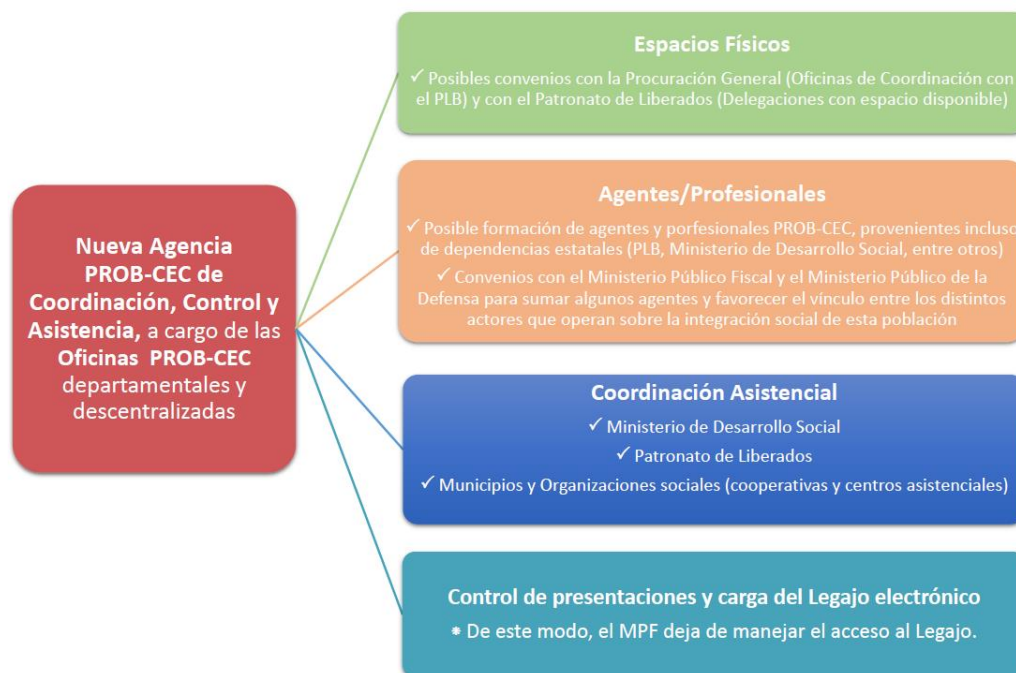 Nueva Agencia
PROB-CEC de
Coordinación, Control y
Asistencia, a cargo de las
Oficinas PROB-CEC
departamentales y
descentralizadas
Espacios Físicos
✓ Posibles convenios con la Procuración General (Oficinas de Coordinación con
el PLB) y con el Patronato de Liberados (Delegaciones con espacio disponible)
Agentes/Profesionales
✓ Posible formación de agentes y porfesionales PROB-CEC, provenientes incluso
de dependencias estatales (PLB, Ministerio de Desarrollo Social, entre otros)
✓ Convenios con el Ministerio Público Fiscal y el Ministerio Público de la
Defensa para sumar algunos agentes y favorecer el vínculo entre los distintos
actores que operan sobre la integración social de esta población
Coordinación Asistencial
✓ Ministerio de Desarrollo Social
✓ Patronato de Liberados
✓ Municipios y Organizaciones sociales (cooperativas y centros asistenciales)
Control de presentaciones y carga del Legajo electrónico
⁕ De este modo, el MPF deja de manejar el acceso al Legajo.